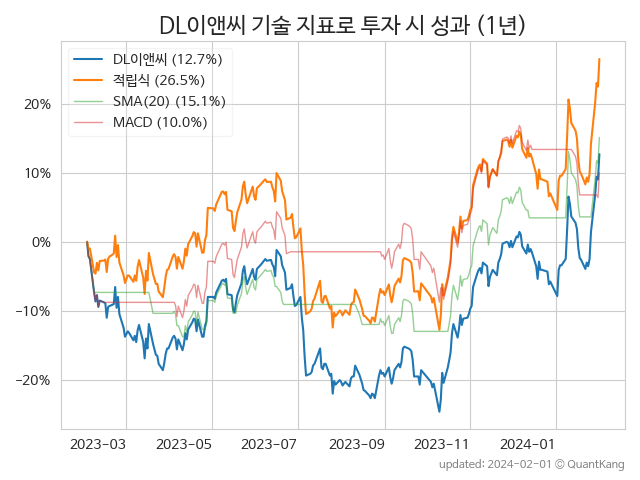 DL이앤씨 기술 지표로 투자 시 성과 (1년)
DL이앤씨 (12.7%)
적립식 (26.5%)
SMA(20) (15.1%)
MACD (10.0%)
20%
10%
0%
−10%
−20%
2023-03 2023-05 2023-07 2023-09 2023-11 2024-01
updated: 2024-02-01 © QuantKang